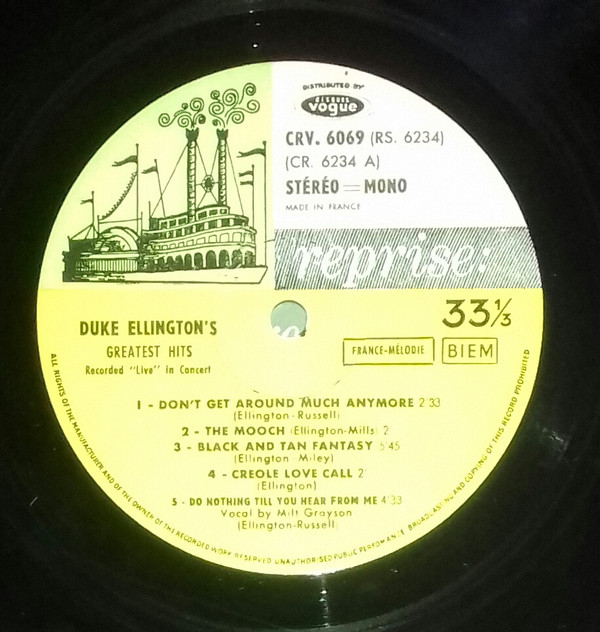 DISTRIBUTED BY
DISQUES
vogue
CRV. 6069 (RS. 6234)
(CR. 6234 A)
STÉRÉO = MONO
MADE IN FRANCE
reprise:
33⅓
DUKE ELLINGTON'S
GREATEST HITS
Recorded "Live" in Concert
FRANCE-MÉLODIE
BIEM
1 - DON'T GET AROUND MUCH ANYMORE 2'33
(Ellington-Russell)
2 - THE MOOCH (Ellington-Mills) 2'
3 - BLACK AND TAN FANTASY 5'45
(Ellington Miley)
4 - CREOLE LOVE CALL 2'
(Ellington)
5 - DO NOTHING TILL YOU HEAR FROM ME 4'33
Vocal by Milt Grayson
(Ellington-Russell)
ALL RIGHTS OF THE MANUFACTURER AND OF THE OWNER OF THE RECORDED WORK RESERVED UNAUTHORISED PUBLIC PERFOMANCE BROADCASTING AND COPYING OF THIS RECORD PROHIBITED